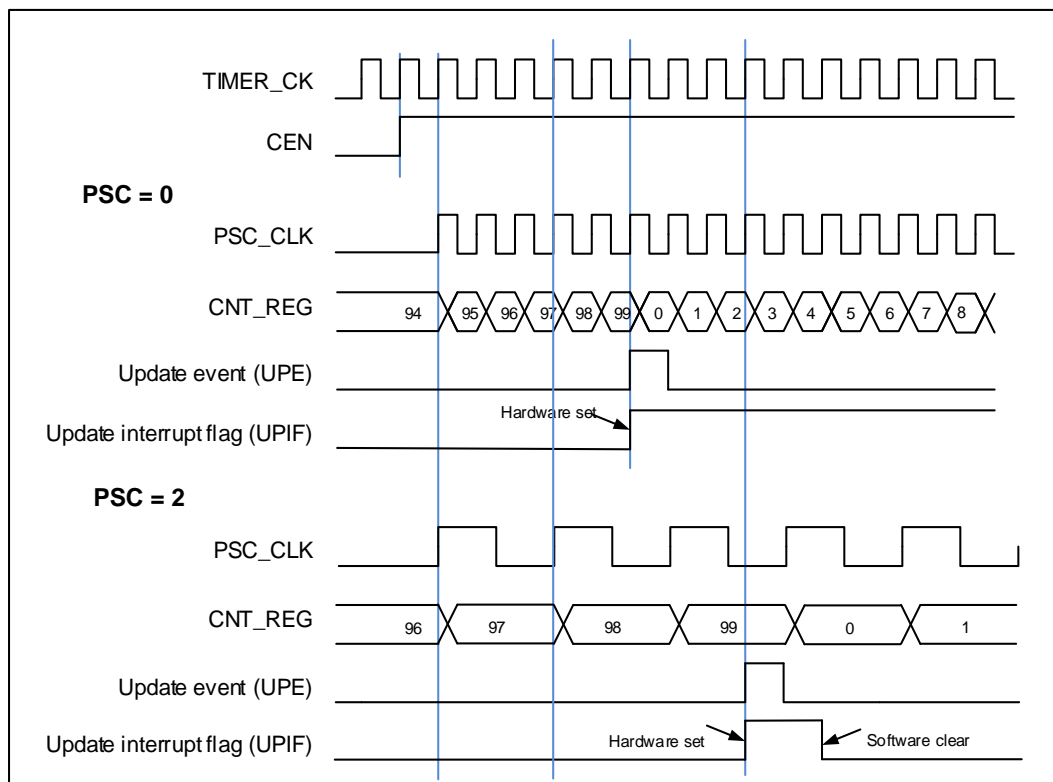 TIMER_CK
CEN
PSC = 0
PSC_CLK
CNT_REG 94 95 96 97 98 99 0 1 2 3 4 5 6 7 8
Update event (UPE)
Hardware set
Update interrupt flag (UPIF)
PSC = 2
PSC_CLK
CNT_REG 96 97 98 99 0 1
Update event (UPE)
Update interrupt flag (UPIF) Hardware set Software clear